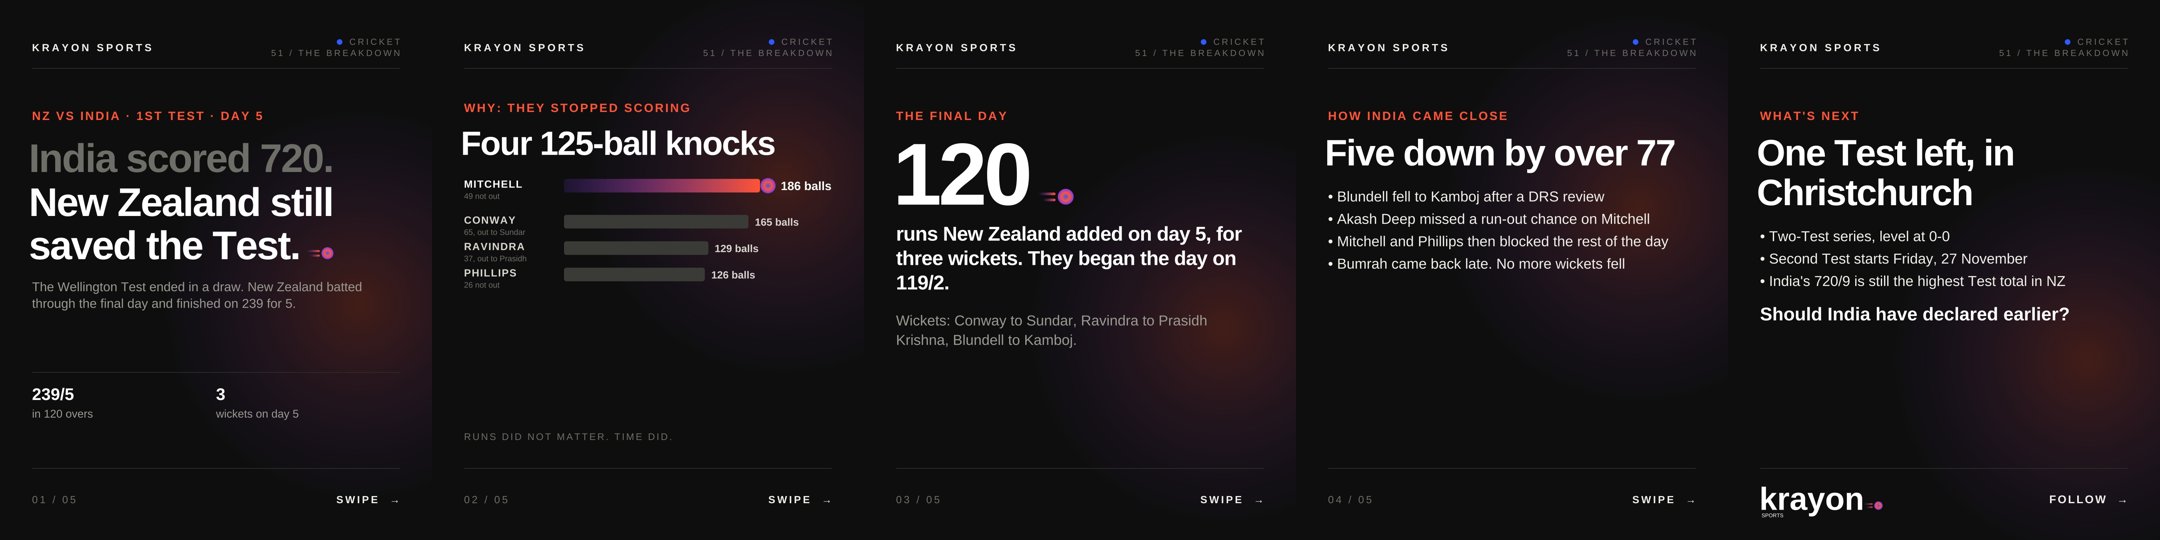 KRAYON SPORTS
CRICKET
51 / THE BREAKDOWN
NZ VS INDIA · 1ST TEST · DAY 5
India scored 720.
New Zealand still
saved the Test.
The Wellington Test ended in a draw. New Zealand batted
through the final day and finished on 239 for 5.
239/5
in 120 overs
3
wickets on day 5
01 / 05
SWIPE →
KRAYON SPORTS
CRICKET
51 / THE BREAKDOWN
WHY: THEY STOPPED SCORING
Four 125-ball knocks
MITCHELL
49 not out
186 balls
CONWAY
65, out to Sundar
165 balls
RAVINDRA
37, out to Prasidh
129 balls
PHILLIPS
26 not out
126 balls
RUNS DID NOT MATTER. TIME DID.
02 / 05
SWIPE →
KRAYON SPORTS
CRICKET
51 / THE BREAKDOWN
THE FINAL DAY
120
runs New Zealand added on day 5, for
three wickets. They began the day on
119/2.
Wickets: Conway to Sundar, Ravindra to Prasidh
Krishna, Blundell to Kamboj.
03 / 05
SWIPE →
KRAYON SPORTS
CRICKET
51 / THE BREAKDOWN
HOW INDIA CAME CLOSE
Five down by over 77
• Blundell fell to Kamboj after a DRS review
• Akash Deep missed a run-out chance on Mitchell
• Mitchell and Phillips then blocked the rest of the day
• Bumrah came back late. No more wickets fell
04 / 05
SWIPE →
KRAYON SPORTS
CRICKET
51 / THE BREAKDOWN
WHAT'S NEXT
One Test left, in
Christchurch
• Two-Test series, level at 0-0
• Second Test starts Friday, 27 November
• India's 720/9 is still the highest Test total in NZ
Should India have declared earlier?
krayon
SPORTS
FOLLOW →